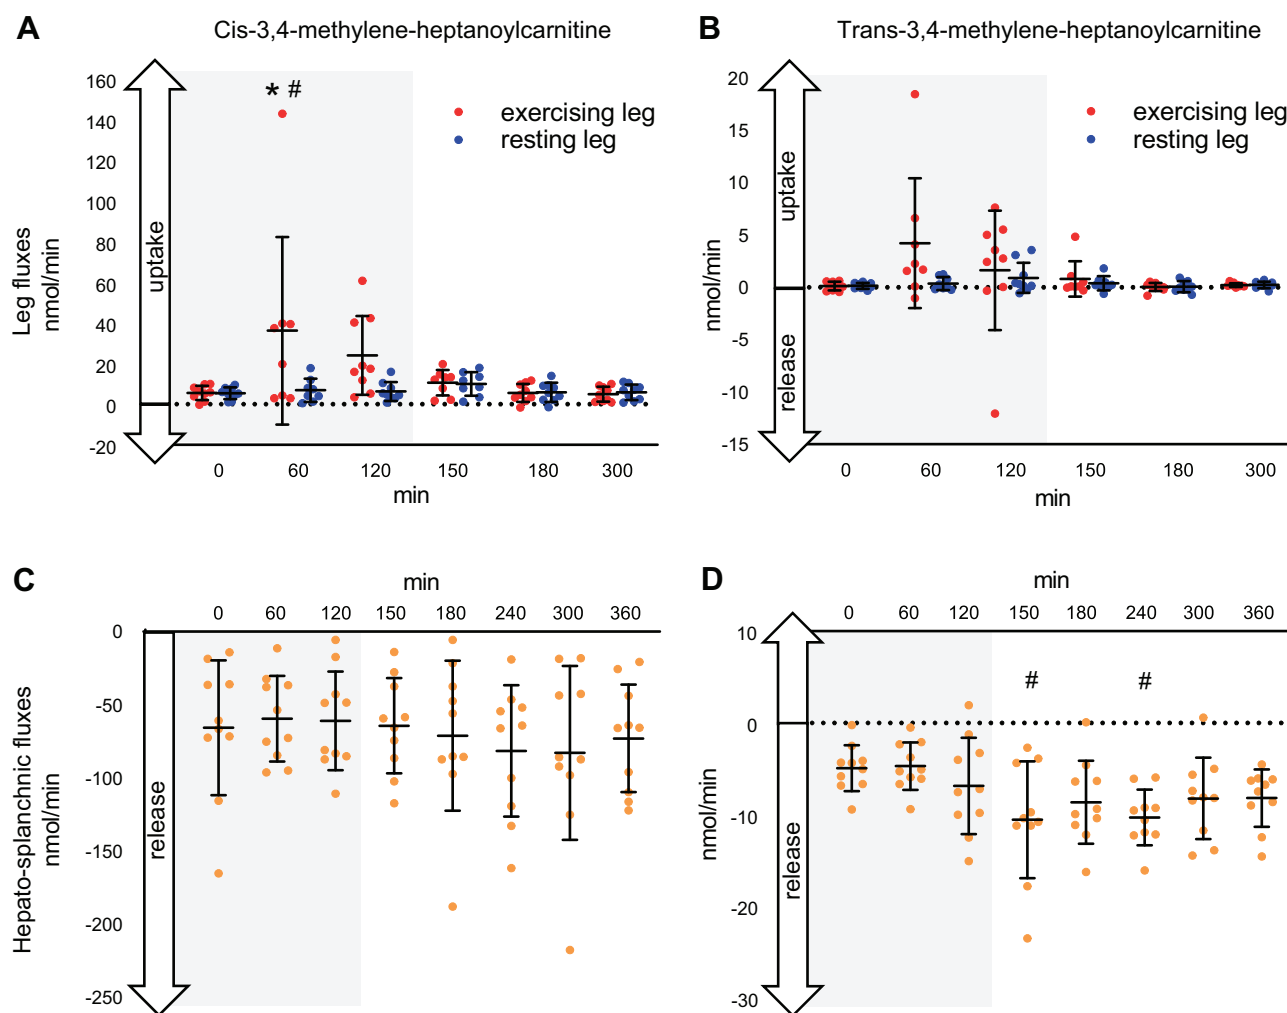 A
Cis-3,4-methylene-heptanoylcarnitine
160
140
120
100
80
60
40
20
0
-20
Leg fluxes
nmol/min
uptake
* #
exercising leg
resting leg
0 60 120 150 180 300
min
B
Trans-3,4-methylene-heptanoylcarnitine
20
15
10
5
0
-5
-10
-15
nmol/min
uptake
release
exercising leg
resting leg
0 60 120 150 180 300
min
C
min
0 60 120 150 180 240 300 360
0
-50
-100
-150
-200
-250
Hepato-splanchnic fluxes
nmol/min
release
D
min
0 60 120 150 180 240 300 360
10
0
-10
-20
-30
nmol/min
release
# #